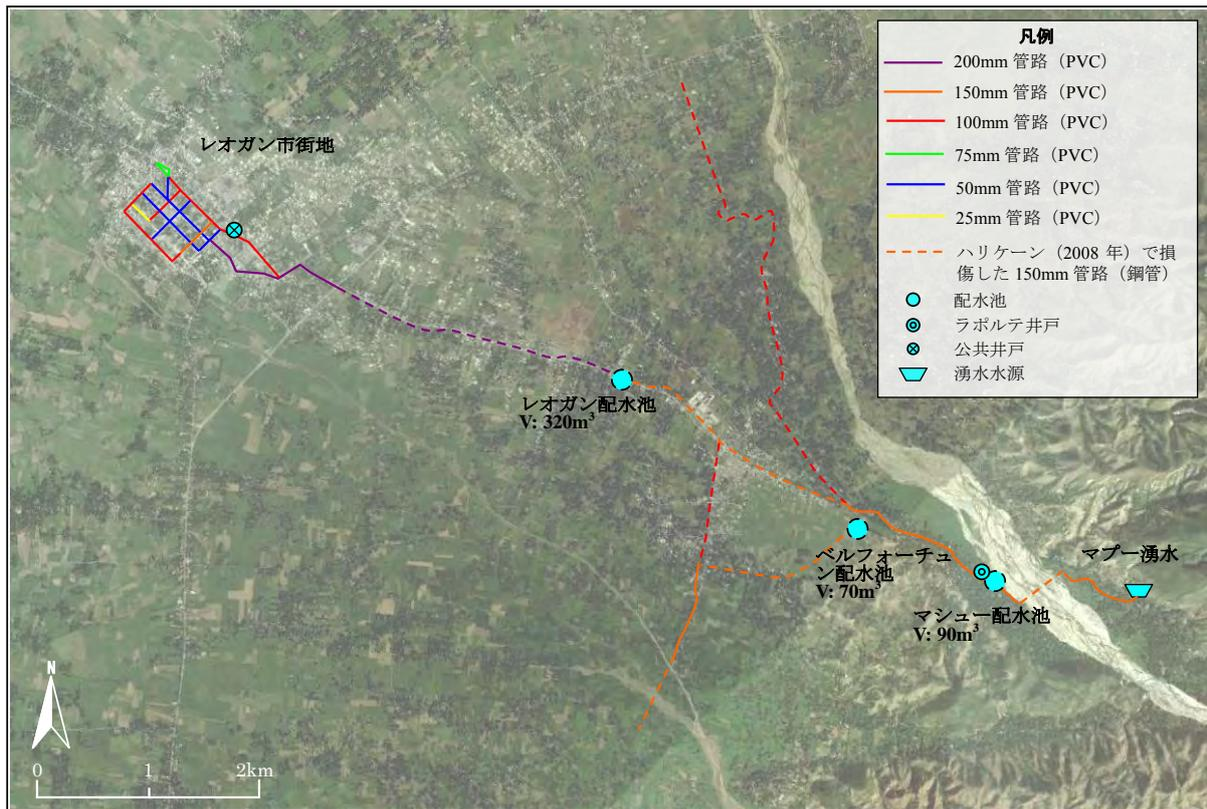 凡例
200mm 管路（PVC）
150mm 管路（PVC）
100mm 管路（PVC）
75mm 管路（PVC）
50mm 管路（PVC）
25mm 管路（PVC）
ハリケーン（2008 年）で損
傷した 150mm 管路（鋼管）
配水池
ラポルテ井戸
公共井戸
湧水水源
レオガン市街地
レオガン配水池
V: 320m³
ベルフォーチュ
ン配水池
V: 70m³
マプー湧水
マシュー配水池
V: 90m³
N
0 1 2km